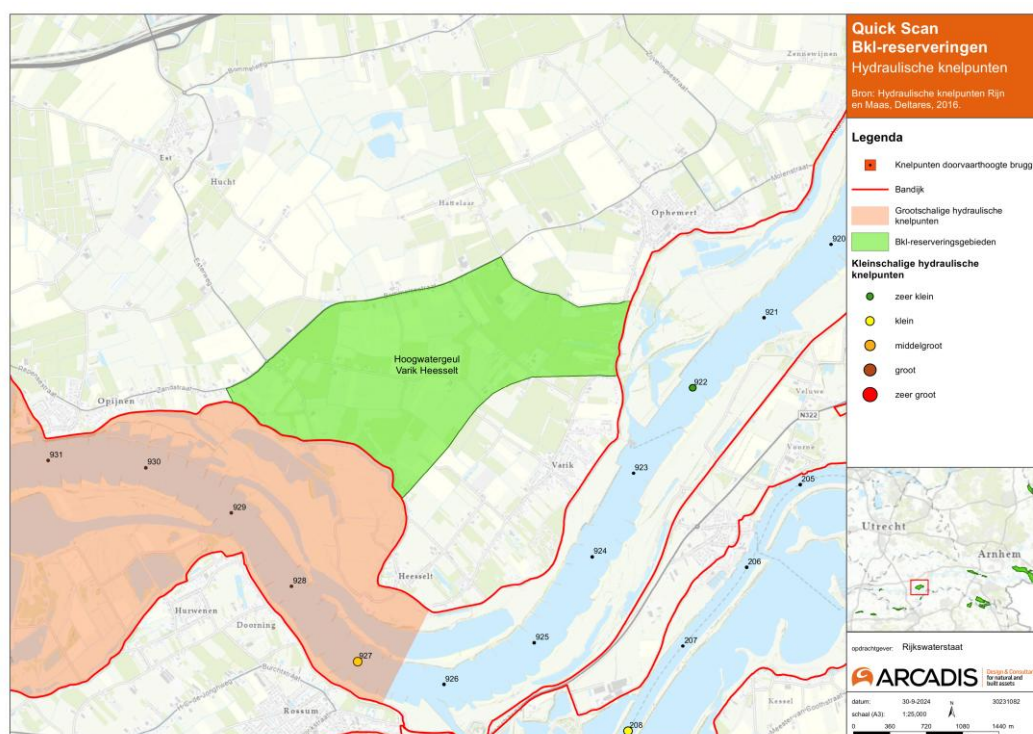 Quick Scan
Bkl-reserveringen
Hydraulische knelpunten
Bron: Hydraulische knelpunten Rijn
en Maas, Deltares, 2016.
Legenda
Knelpunten doorvaarthoogte brugg
Bandijk
Grootschalige hydraulische
knelpunten
Bkl-reserveringsgebieden
Kleinschalige hydraulische
knelpunten
zeer klein
klein
middelgroot
groot
zeer groot
Utrecht
Arnhem
opdrachtgever: Rijkswaterstaat
ARCADIS
Design & Consultan
for natural and
built assets
datum: 30-9-2024 N 30231082
schaal (A3): 1:25,000
0 360 720 1080 1440 m
Zennewijnen
Est
Hucht
Hattelaar
Ophemert
920
921
Hoogwatergeul
Varik Heesselt
922
Veluwe
N322
Opijnen
Zandstraat
931
930
Varik
923
Voorne
205
929
924
206
928
Heesselt
Hurwenen
Doorning
925
207
927
926
Rossum
Kessel
208